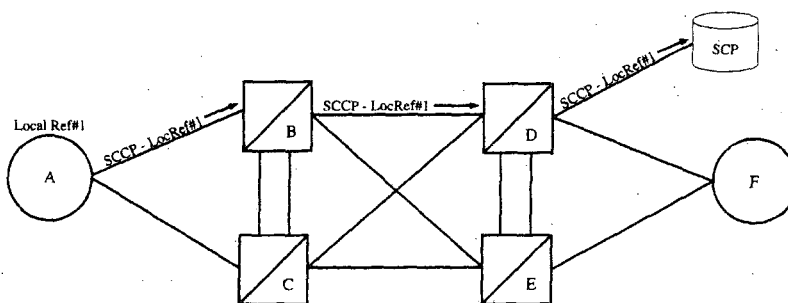 SCCP - LocRef#1
SCP
Local Ref#1
SCCP - LocRef#1
SCCP - LocRef#1
B
D
A
F
C
E